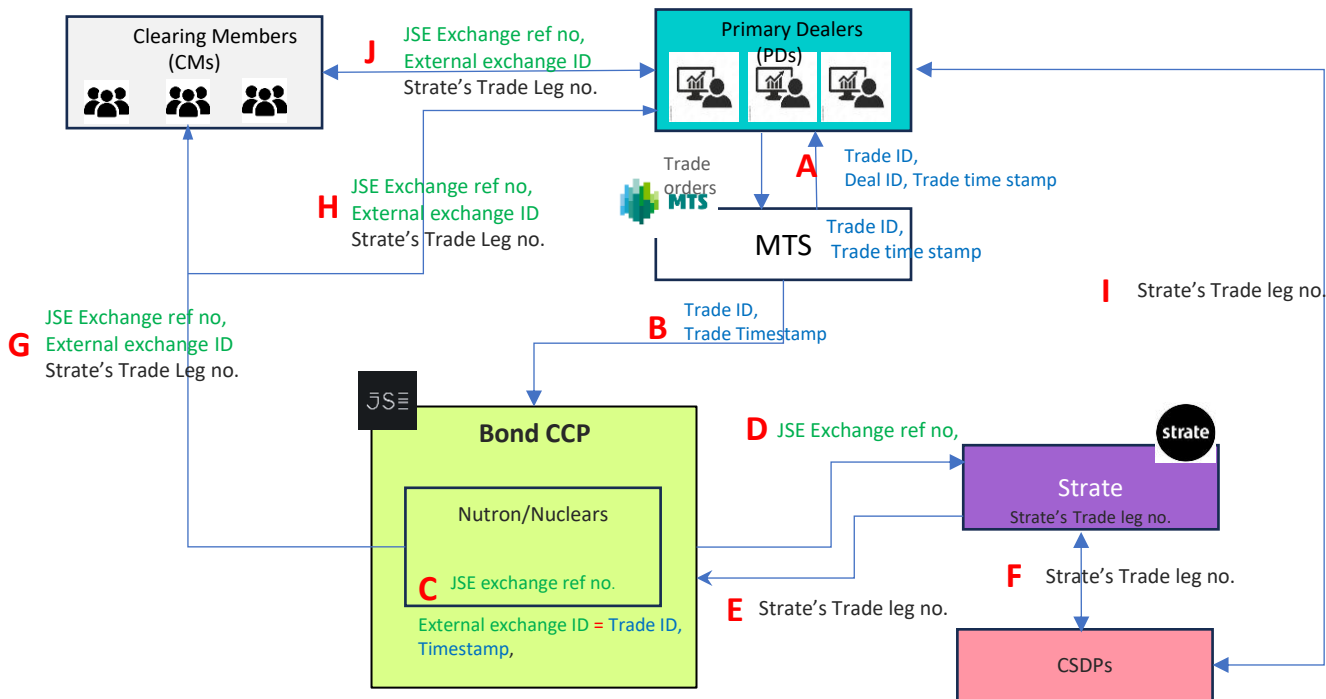 Clearing Members
(CMs)
J
JSE Exchange ref no,
External exchange ID
Strate's Trade Leg no.
Primary Dealers
(PDs)
Trade
orders
MTS
A
Trade ID,
Deal ID, Trade time stamp
H
JSE Exchange ref no,
External exchange ID
Strate's Trade Leg no.
MTS
Trade ID,
Trade time stamp
I
Strate's Trade leg no.
G
JSE Exchange ref no,
External exchange ID
Strate's Trade Leg no.
B
Trade ID,
Trade Timestamp
JSE
Bond CCP
D
JSE Exchange ref no,
strate
Strate
Strate's Trade leg no.
Nutron/Nuclears
C
JSE exchange ref no.
External exchange ID = Trade ID,
Timestamp,
E
Strate's Trade leg no.
F
Strate's Trade leg no.
CSDPs